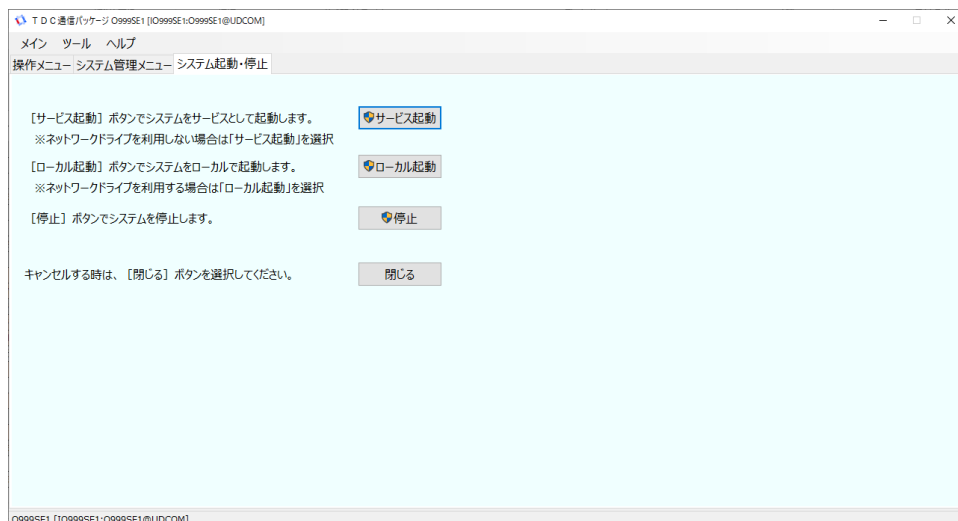 ＴＤＣ通信パッケージ O999SE1 [IO999SE1:O999SE1@UDCOM]
メイン ツール ヘルプ
操作メニュー システム管理メニュー システム起動・停止
［サービス起動］ボタンでシステムをサービスとして起動します。 サービス起動
※ネットワークドライブを利用しない場合は「サービス起動」を選択
［ローカル起動］ボタンでシステムをローカルで起動します。 ローカル起動
※ネットワークドライブを利用する場合は「ローカル起動」を選択
［停止］ボタンでシステムを停止します。 停止
キャンセルする時は、［閉じる］ボタンを選択してください。 閉じる
O999SE1 [IO999SE1:O999SE1@UDCOM]